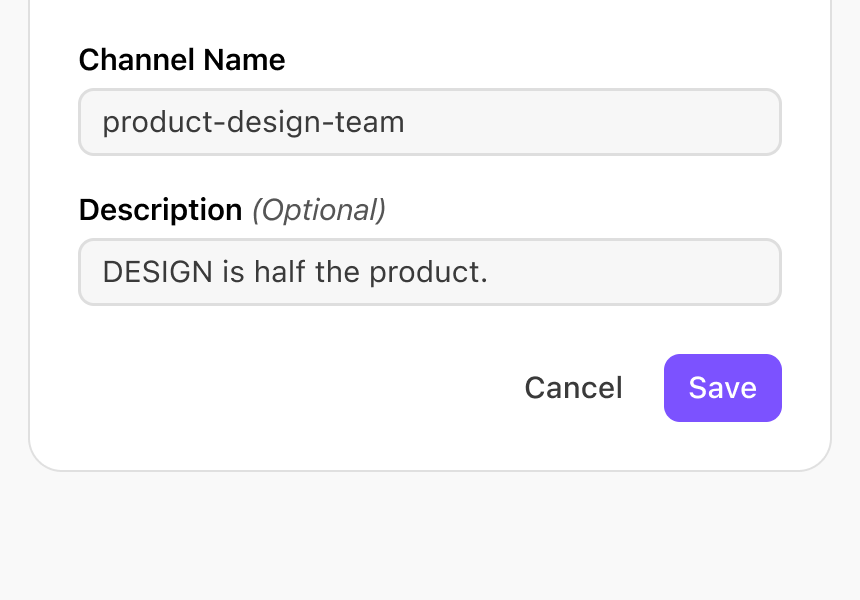 Channel Name
product-design-team
Description (Optional)
DESIGN is half the product.
Cancel Save